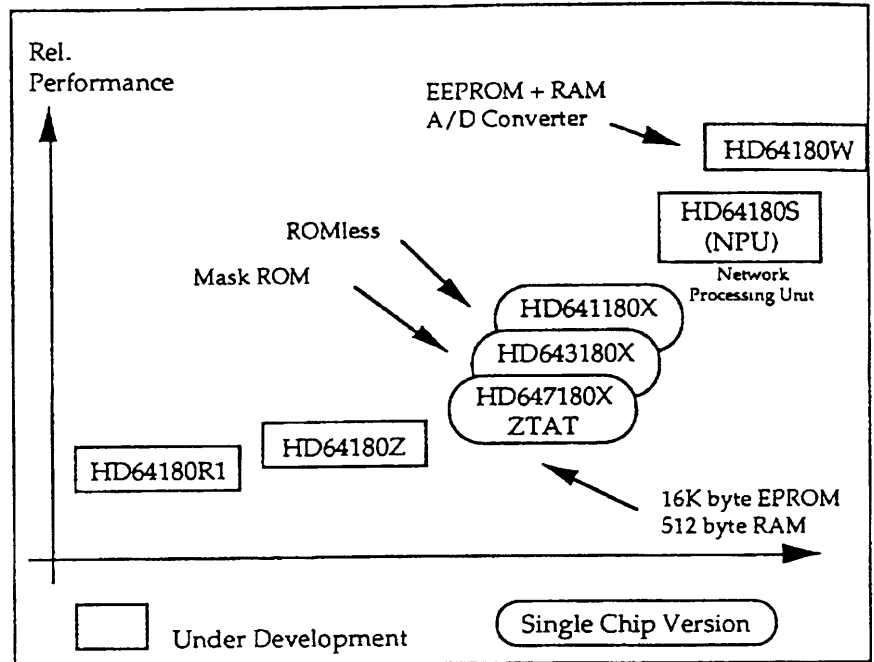 Rel.
Performance
EEPROM + RAM
A/D Converter
HD64180W
HD64180S
(NPU)
Network
Processing Unit
ROMless
Mask ROM
HD641180X
HD643180X
HD647180X
ZTAT
HD64180Z
HD64180R1
16K byte EPROM
512 byte RAM
Under Development
Single Chip Version